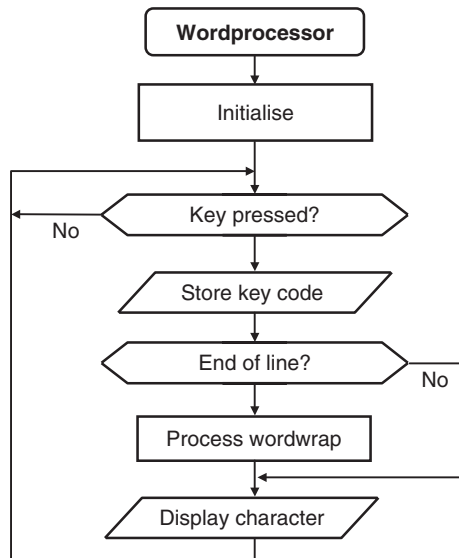 Wordprocessor
Initialise
Key pressed?
No
Store key code
End of line?
No
Process wordwrap
Display character